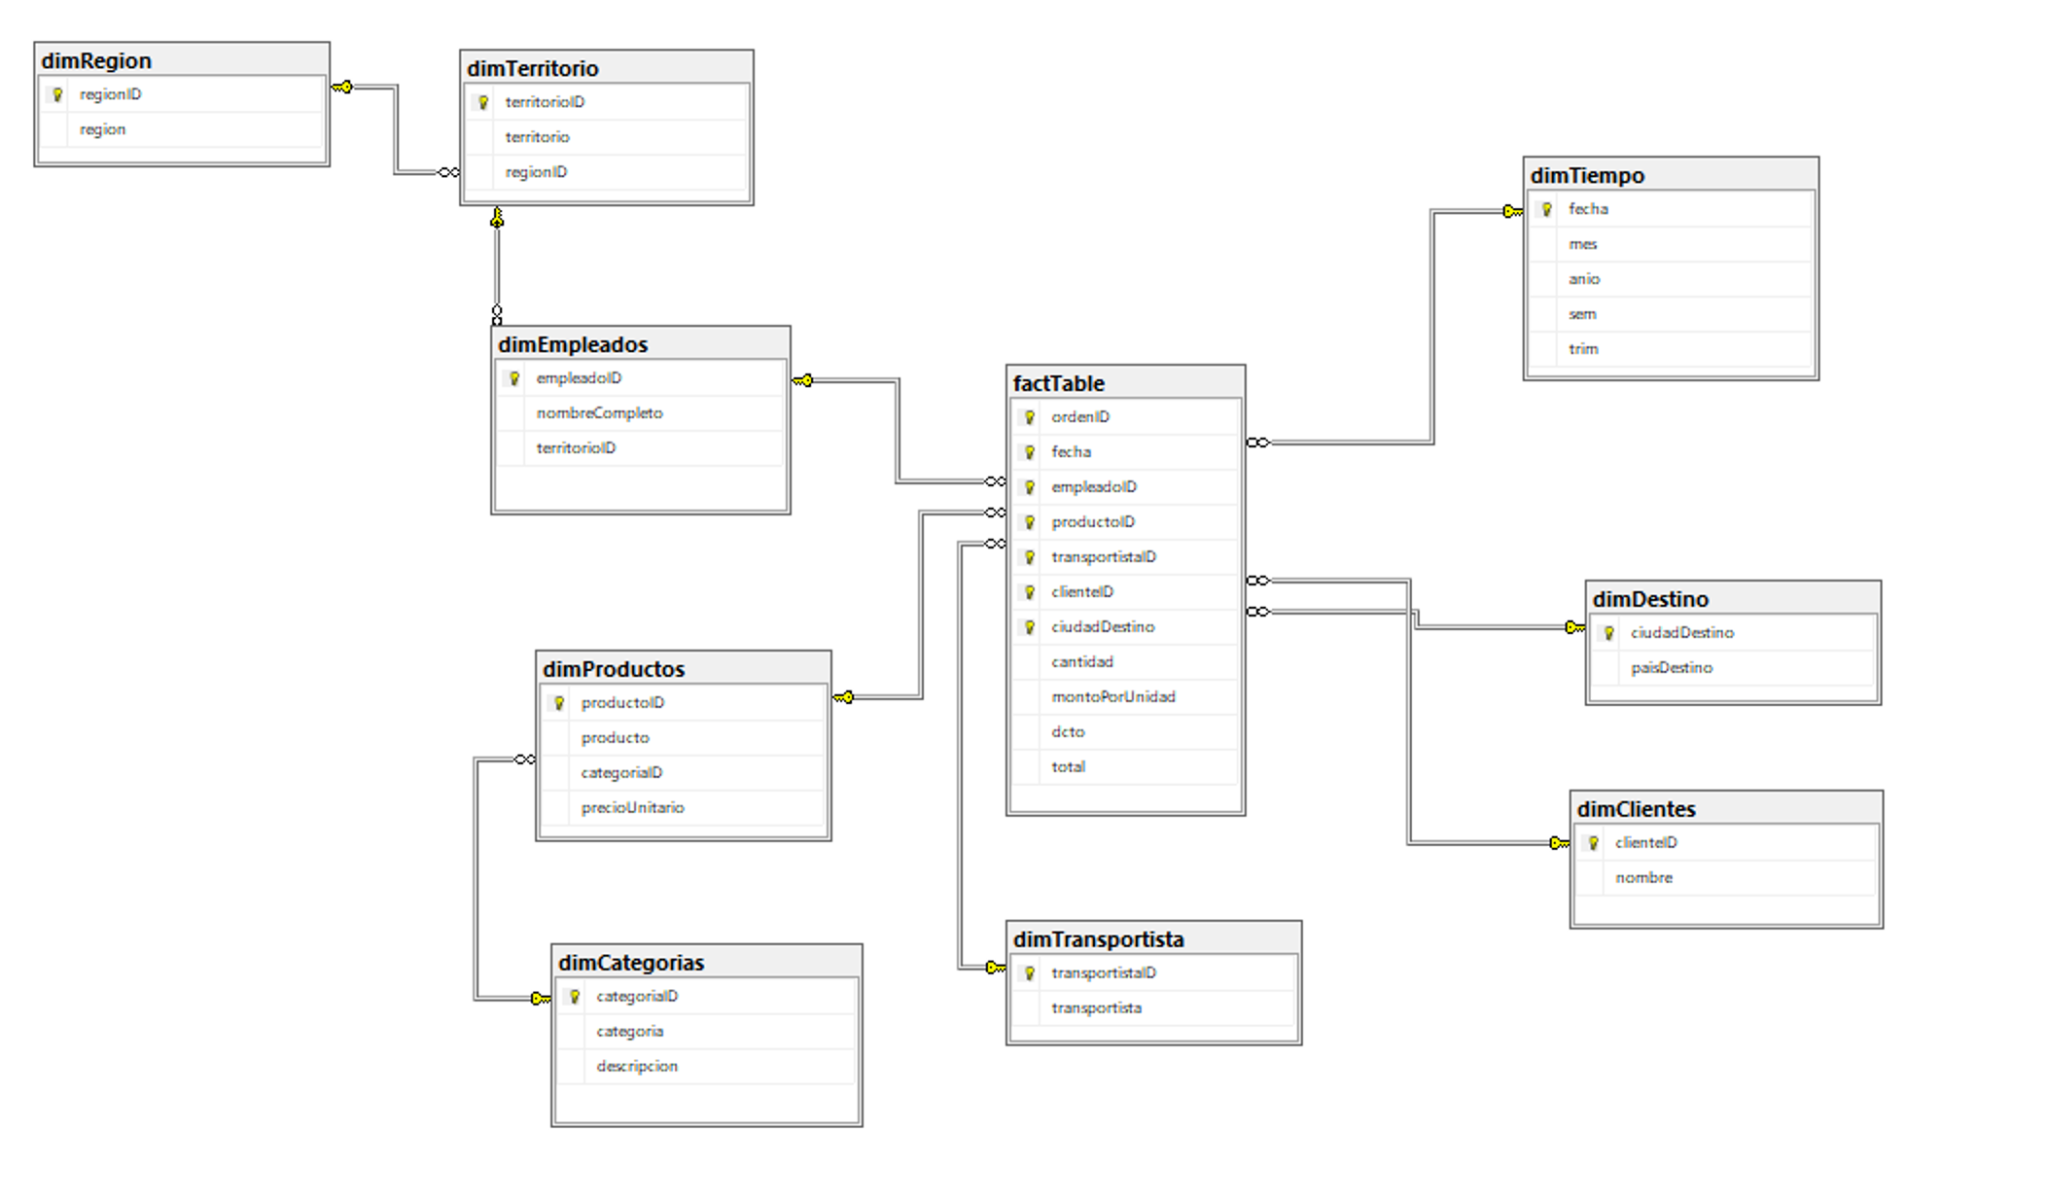 dimRegion
regionID
region
dimTerritorio
territorioID
territorio
regionID
dimTiempo
fecha
mes
anio
sem
trim
dimEmpleados
empleadoID
nombreCompleto
territorioID
factTable
ordenID
fecha
empleadoID
productoID
transportistaID
clienteID
ciudadDestino
cantidad
montoPorUnidad
dcto
total
dimDestino
ciudadDestino
paisDestino
dimProductos
productoID
producto
categoriaID
precioUnitario
dimClientes
clienteID
nombre
dimTransportista
transportistaID
transportista
dimCategorias
categoriaID
categoria
descripcion